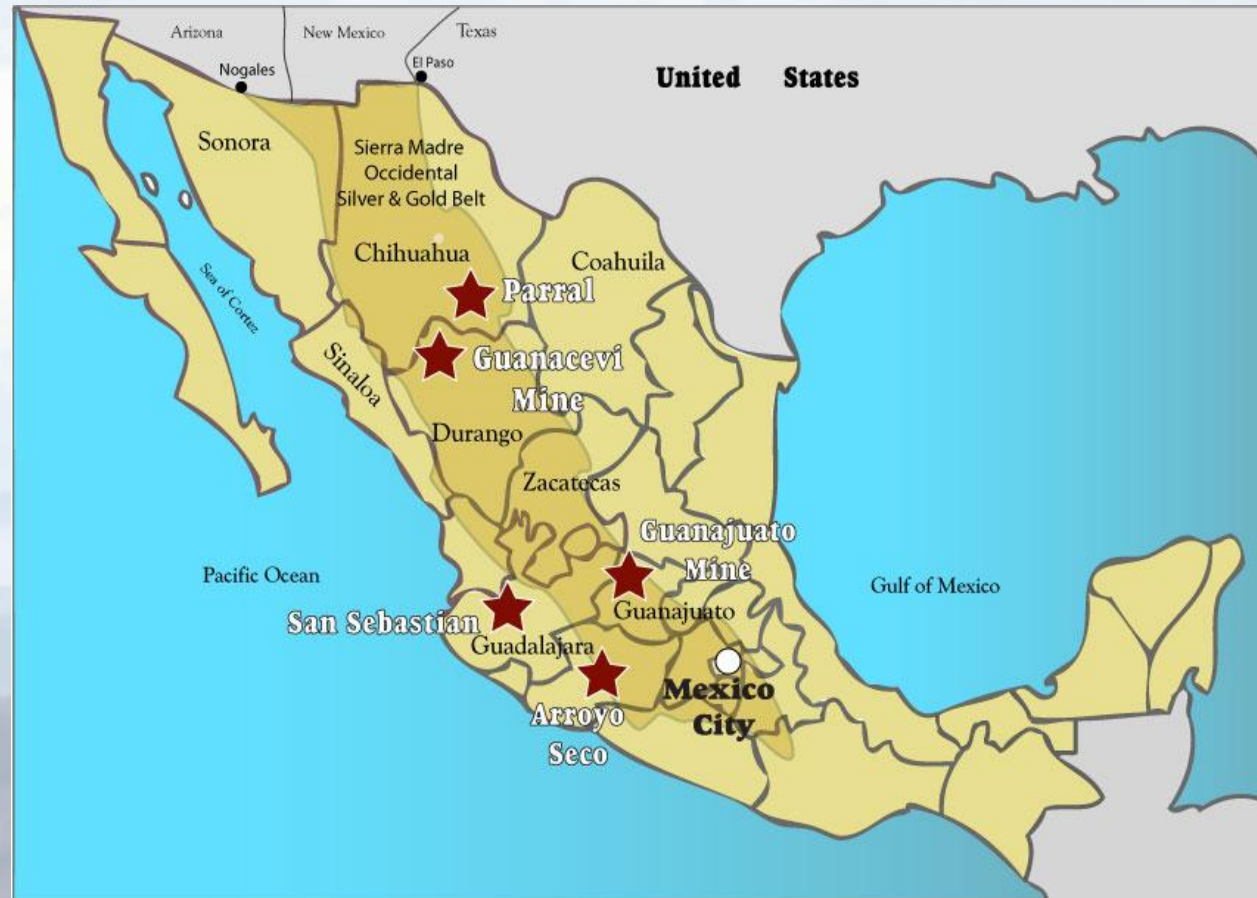 Arizona
New Mexico
Texas
Nogales
El Paso
United States
Sonora
Sierra Madre
Occidental
Silver & Gold Belt
Chihuahua
Coahuila
Sea of Cortez
Parral
Sinaloa
Guanacevi
Mine
Durango
Zacatecas
Guanajuato
Mine
Pacific Ocean
Gulf of Mexico
San Sebastian
Guanajuato
Guadalajara
Mexico
City
Arroyo
Seco